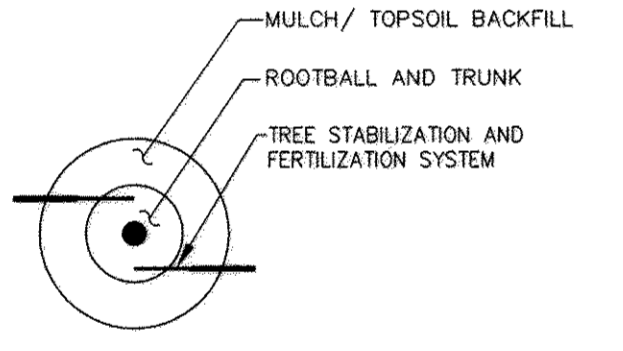 MULCH/ TOPSOIL BACKFILL
ROOTBALL AND TRUNK
TREE STABILIZATION AND
FERTILIZATION SYSTEM